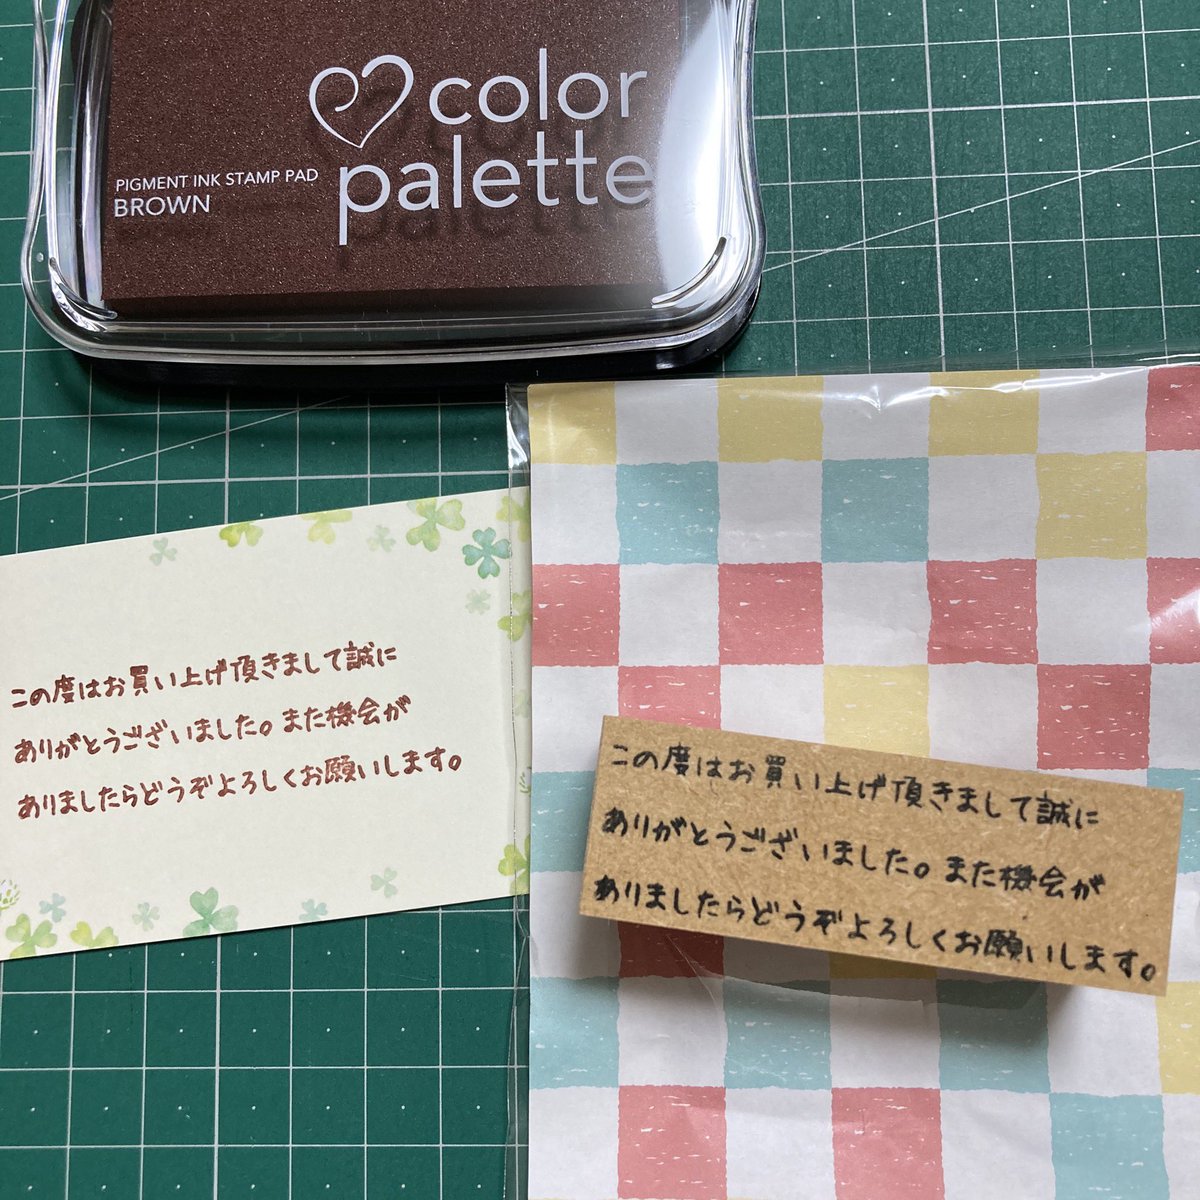 color
palette
PIGMENT INK STAMP PAD
BROWN
この度はお買い上げ頂きまして誠に
ありがとうございました。また機会が
ありましたらどうぞよろしくお願いします。
この度はお買い上げ頂きまして誠に
ありがとうございました。また機会が
ありましたらどうぞよろしくお願いします。